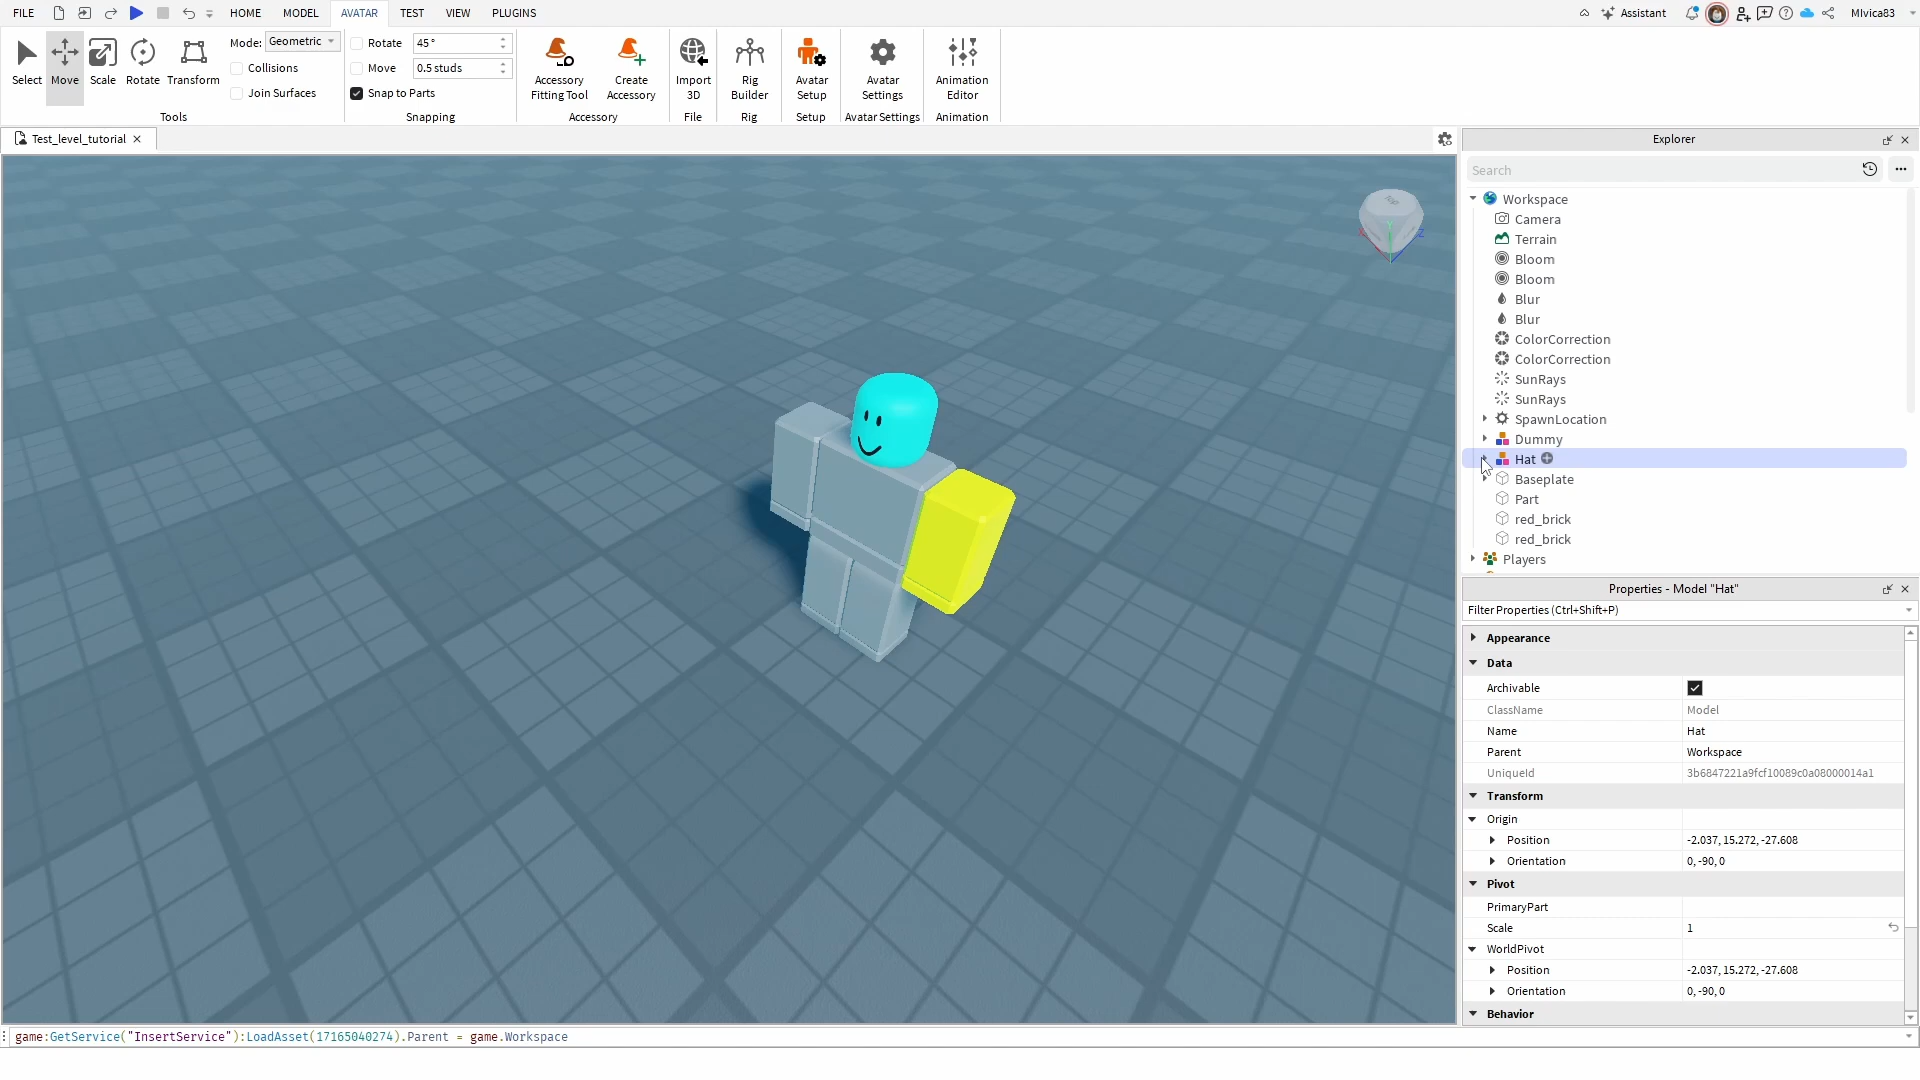 FILE HOME MODEL AVATAR TEST VIEW PLUGINS Assistant MIvica83
Select Move Scale Rotate Transform
Mode: Geometric
Collisions
Join Surfaces
Tools
Rotate 45°
Move 0.5 studs
Snap to Parts
Snapping
Accessory
Fitting Tool
Create
Accessory
Accessory
Import
3D
File
Rig
Builder
Rig
Avatar
Setup
Setup
Avatar
Settings
Avatar Settings
Animation
Editor
Animation
Test_level_tutorial
Explorer
Search
Workspace
Camera
Terrain
Bloom
Bloom
Blur
Blur
ColorCorrection
ColorCorrection
SunRays
SunRays
SpawnLocation
Dummy
Hat
Baseplate
Part
red_brick
red_brick
Players
Properties - Model "Hat"
Filter Properties (Ctrl+Shift+P)
Appearance
Data
Archivable
ClassName Model
Name Hat
Parent Workspace
UniqueId 3b6847221a9fcf10089c0a08000014a1
Transform
Origin
Position -2.037, 15.272, -27.608
Orientation 0, -90, 0
Pivot
PrimaryPart
Scale 1
WorldPivot
Position -2.037, 15.272, -27.608
Orientation 0, -90, 0
Behavior
game:GetService("InsertService"):LoadAsset(17165040274).Parent = game.Workspace